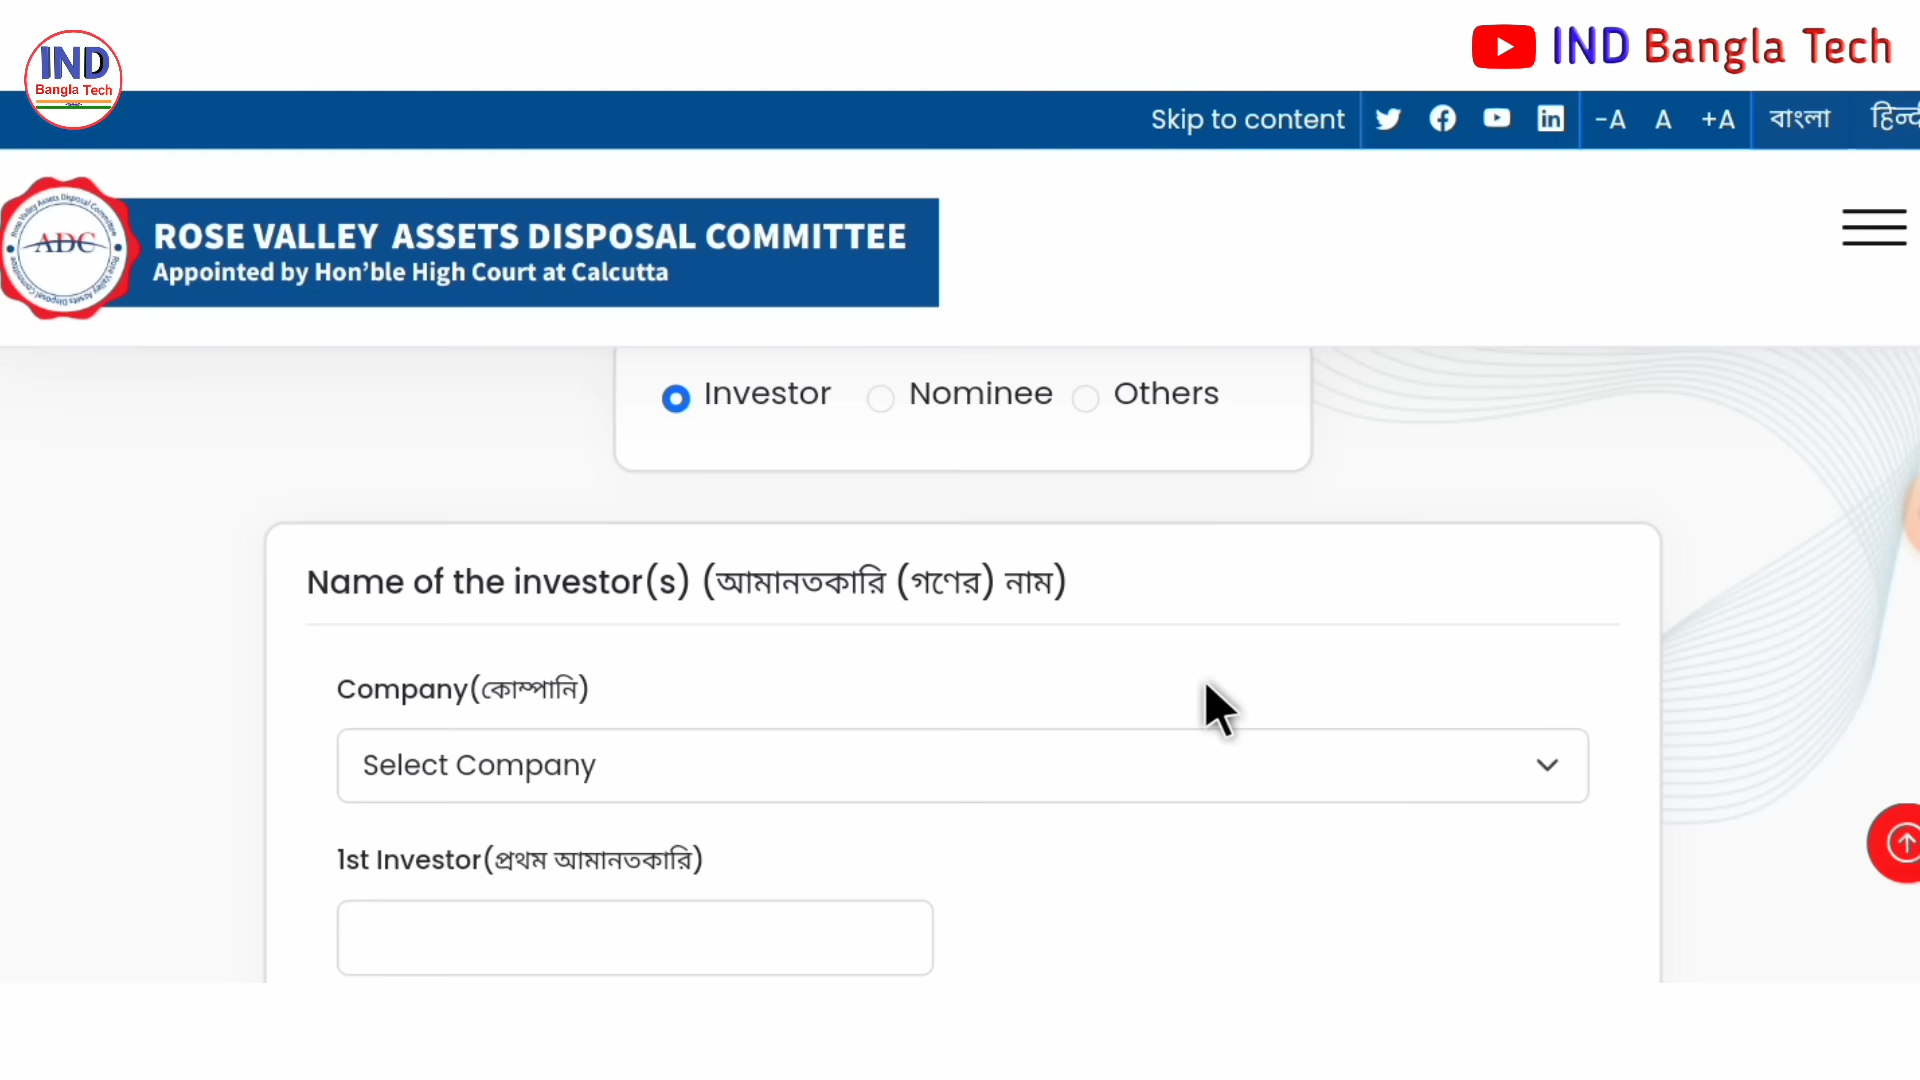 IND
Bangla Tech
IND Bangla Tech
Skip to content
-A A +A বাংলা
ADC
ROSE VALLEY ASSETS DISPOSAL COMMITTEE
Appointed by Hon'ble High Court at Calcutta
Investor Nominee Others
Name of the investor(s) (আমানতকারি (গণের) নাম)
Company(কোম্পানি)
Select Company
1st Investor(প্রথম আমানতকারি)